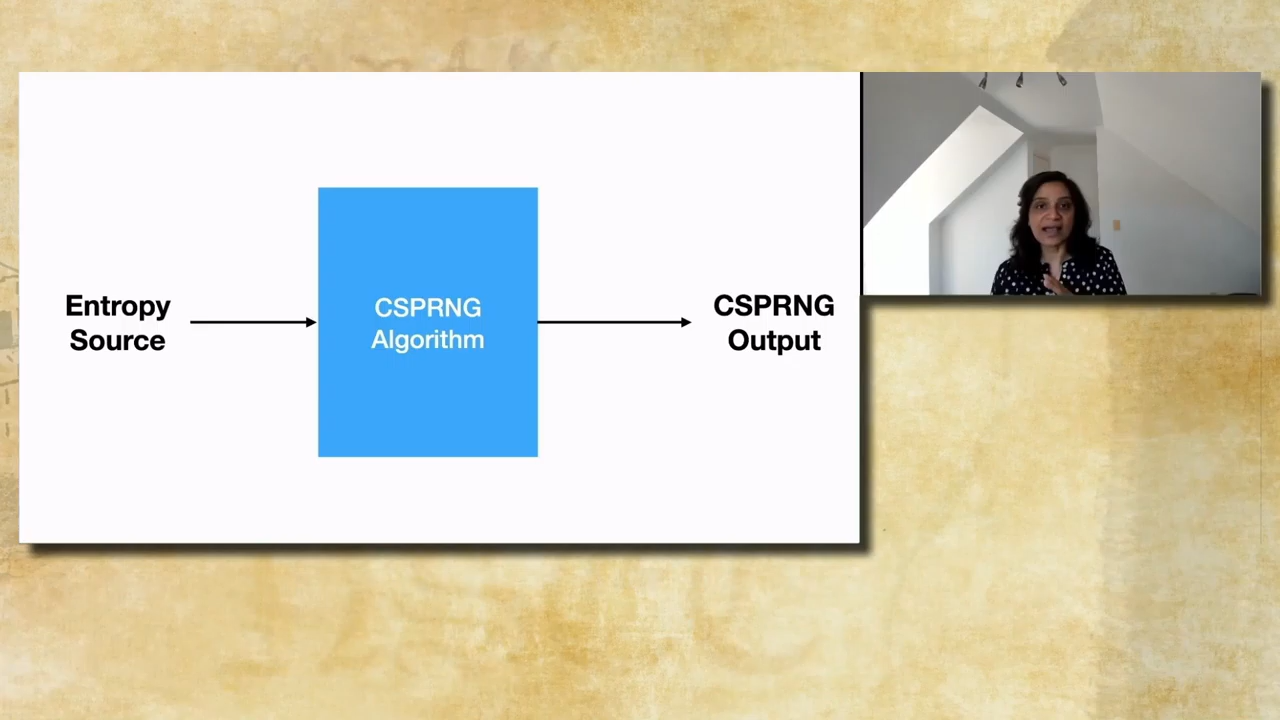 Entropy
Source
CSPRNG
Algorithm
CSPRNG
Output